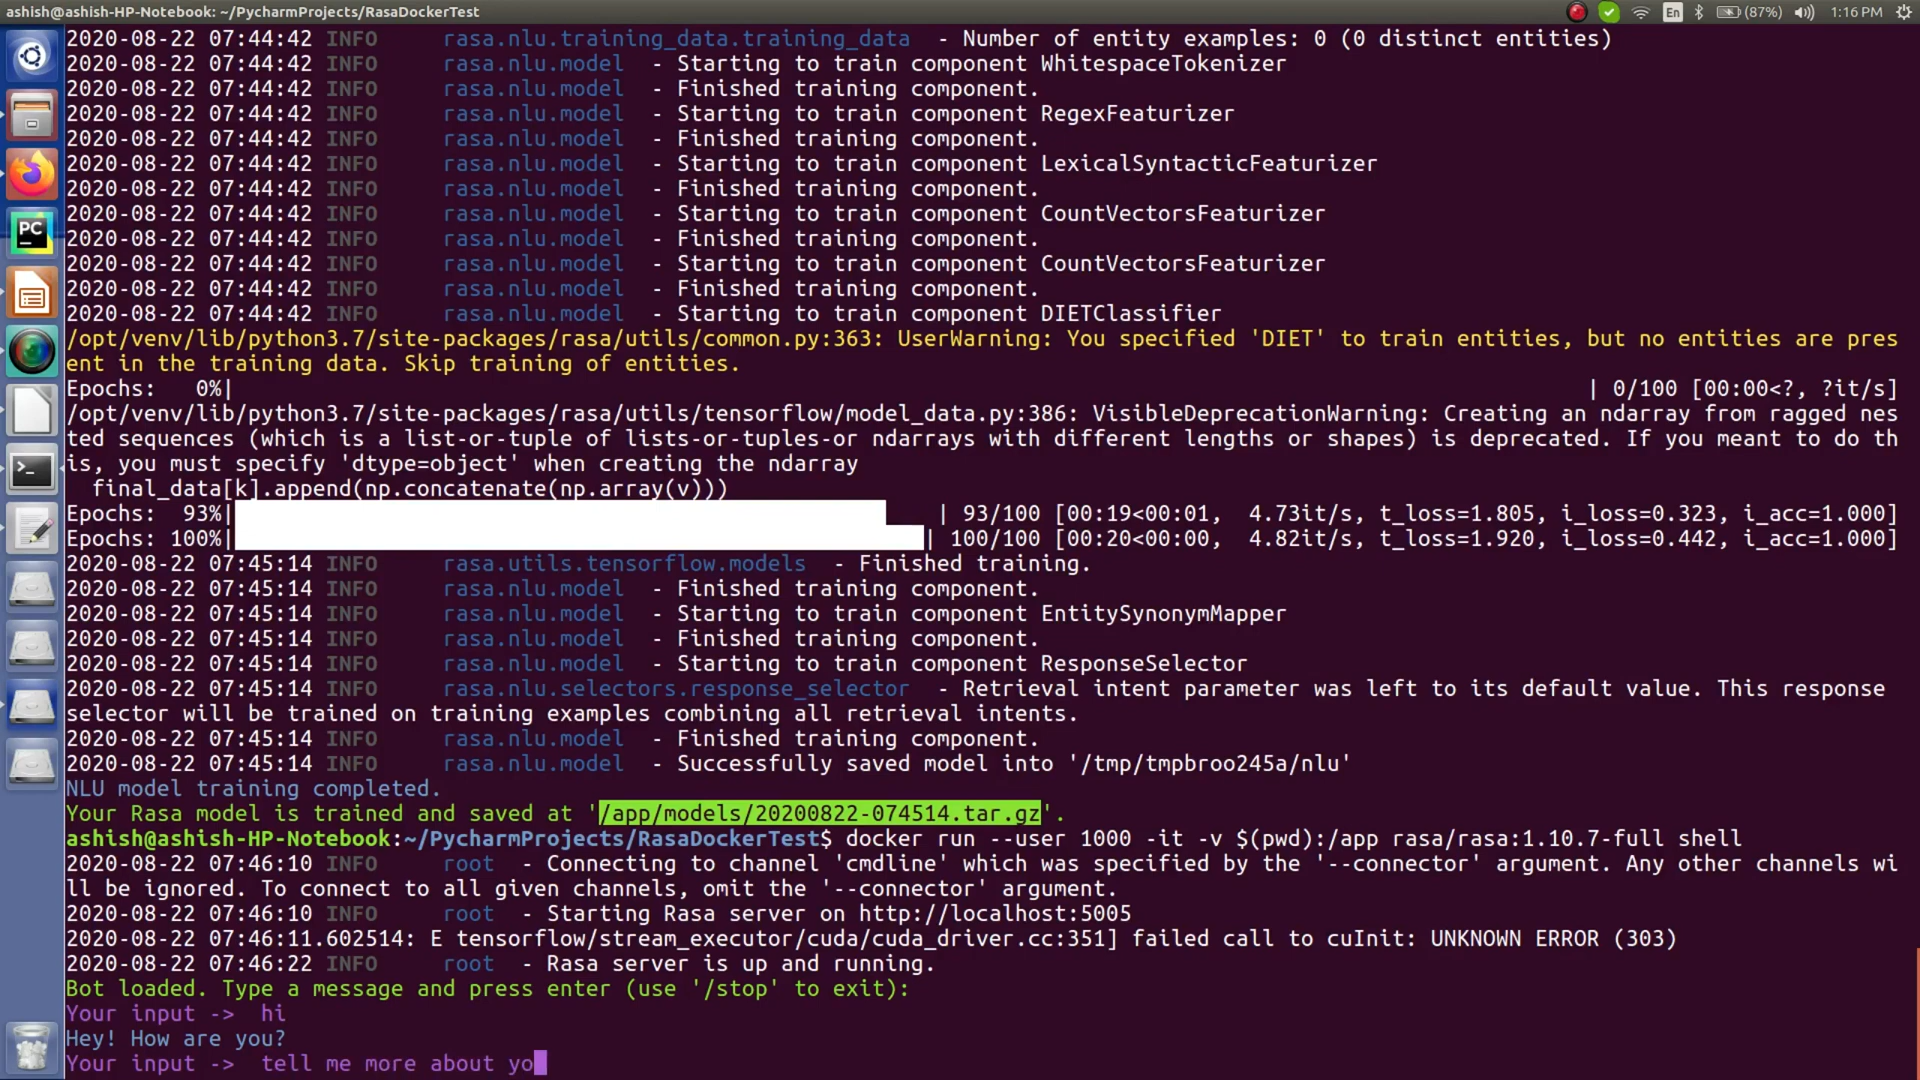 ashish@ashish-HP-Notebook: ~/PycharmProjects/RasaDockerTest
En (87%) 1:16 PM
2020-08-22 07:44:42 INFO rasa.nlu.training_data.training_data - Number of entity examples: 0 (0 distinct entities)
2020-08-22 07:44:42 INFO rasa.nlu.model - Starting to train component WhitespaceTokenizer
2020-08-22 07:44:42 INFO rasa.nlu.model - Finished training component.
2020-08-22 07:44:42 INFO rasa.nlu.model - Starting to train component RegexFeaturizer
2020-08-22 07:44:42 INFO rasa.nlu.model - Finished training component.
2020-08-22 07:44:42 INFO rasa.nlu.model - Starting to train component LexicalSyntacticFeaturizer
2020-08-22 07:44:42 INFO rasa.nlu.model - Finished training component.
2020-08-22 07:44:42 INFO rasa.nlu.model - Starting to train component CountVectorsFeaturizer
2020-08-22 07:44:42 INFO rasa.nlu.model - Finished training component.
2020-08-22 07:44:42 INFO rasa.nlu.model - Starting to train component CountVectorsFeaturizer
2020-08-22 07:44:42 INFO rasa.nlu.model - Finished training component.
2020-08-22 07:44:42 INFO rasa.nlu.model - Starting to train component DIETClassifier
/opt/venv/lib/python3.7/site-packages/rasa/utils/common.py:363: UserWarning: You specified 'DIET' to train entities, but no entities are pres
ent in the training data. Skip training of entities.
Epochs: 0%| | 0/100 [00:00<?, ?it/s]
/opt/venv/lib/python3.7/site-packages/rasa/utils/tensorflow/model_data.py:386: VisibleDeprecationWarning: Creating an ndarray from ragged nes
ted sequences (which is a list-or-tuple of lists-or-tuples-or ndarrays with different lengths or shapes) is deprecated. If you meant to do th
is, you must specify 'dtype=object' when creating the ndarray
final_data[k].append(np.concatenate(np.array(v)))
Epochs: 93%| | 93/100 [00:19<00:01, 4.73it/s, t_loss=1.805, i_loss=0.323, i_acc=1.000]
Epochs: 100%| | 100/100 [00:20<00:00, 4.82it/s, t_loss=1.920, i_loss=0.442, i_acc=1.000]
2020-08-22 07:45:14 INFO rasa.utils.tensorflow.models - Finished training.
2020-08-22 07:45:14 INFO rasa.nlu.model - Finished training component.
2020-08-22 07:45:14 INFO rasa.nlu.model - Starting to train component EntitySynonymMapper
2020-08-22 07:45:14 INFO rasa.nlu.model - Finished training component.
2020-08-22 07:45:14 INFO rasa.nlu.model - Starting to train component ResponseSelector
2020-08-22 07:45:14 INFO rasa.nlu.selectors.response_selector - Retrieval intent parameter was left to its default value. This response
selector will be trained on training examples combining all retrieval intents.
2020-08-22 07:45:14 INFO rasa.nlu.model - Finished training component.
2020-08-22 07:45:14 INFO rasa.nlu.model - Successfully saved model into '/tmp/tmpbroo245a/nlu'
NLU model training completed.
Your Rasa model is trained and saved at '/app/models/20200822-074514.tar.gz'.
ashish@ashish-HP-Notebook:~/PycharmProjects/RasaDockerTest$ docker run --user 1000 -it -v $(pwd):/app rasa/rasa:1.10.7-full shell
2020-08-22 07:46:10 INFO root - Connecting to channel 'cmdline' which was specified by the '--connector' argument. Any other channels wi
ll be ignored. To connect to all given channels, omit the '--connector' argument.
2020-08-22 07:46:10 INFO root - Starting Rasa server on http://localhost:5005
2020-08-22 07:46:11.602514: E tensorflow/stream_executor/cuda/cuda_driver.cc:351] failed call to cuInit: UNKNOWN ERROR (303)
2020-08-22 07:46:22 INFO root - Rasa server is up and running.
Bot loaded. Type a message and press enter (use '/stop' to exit):
Your input -> hi
Hey! How are you?
Your input -> tell me more about yo
PC